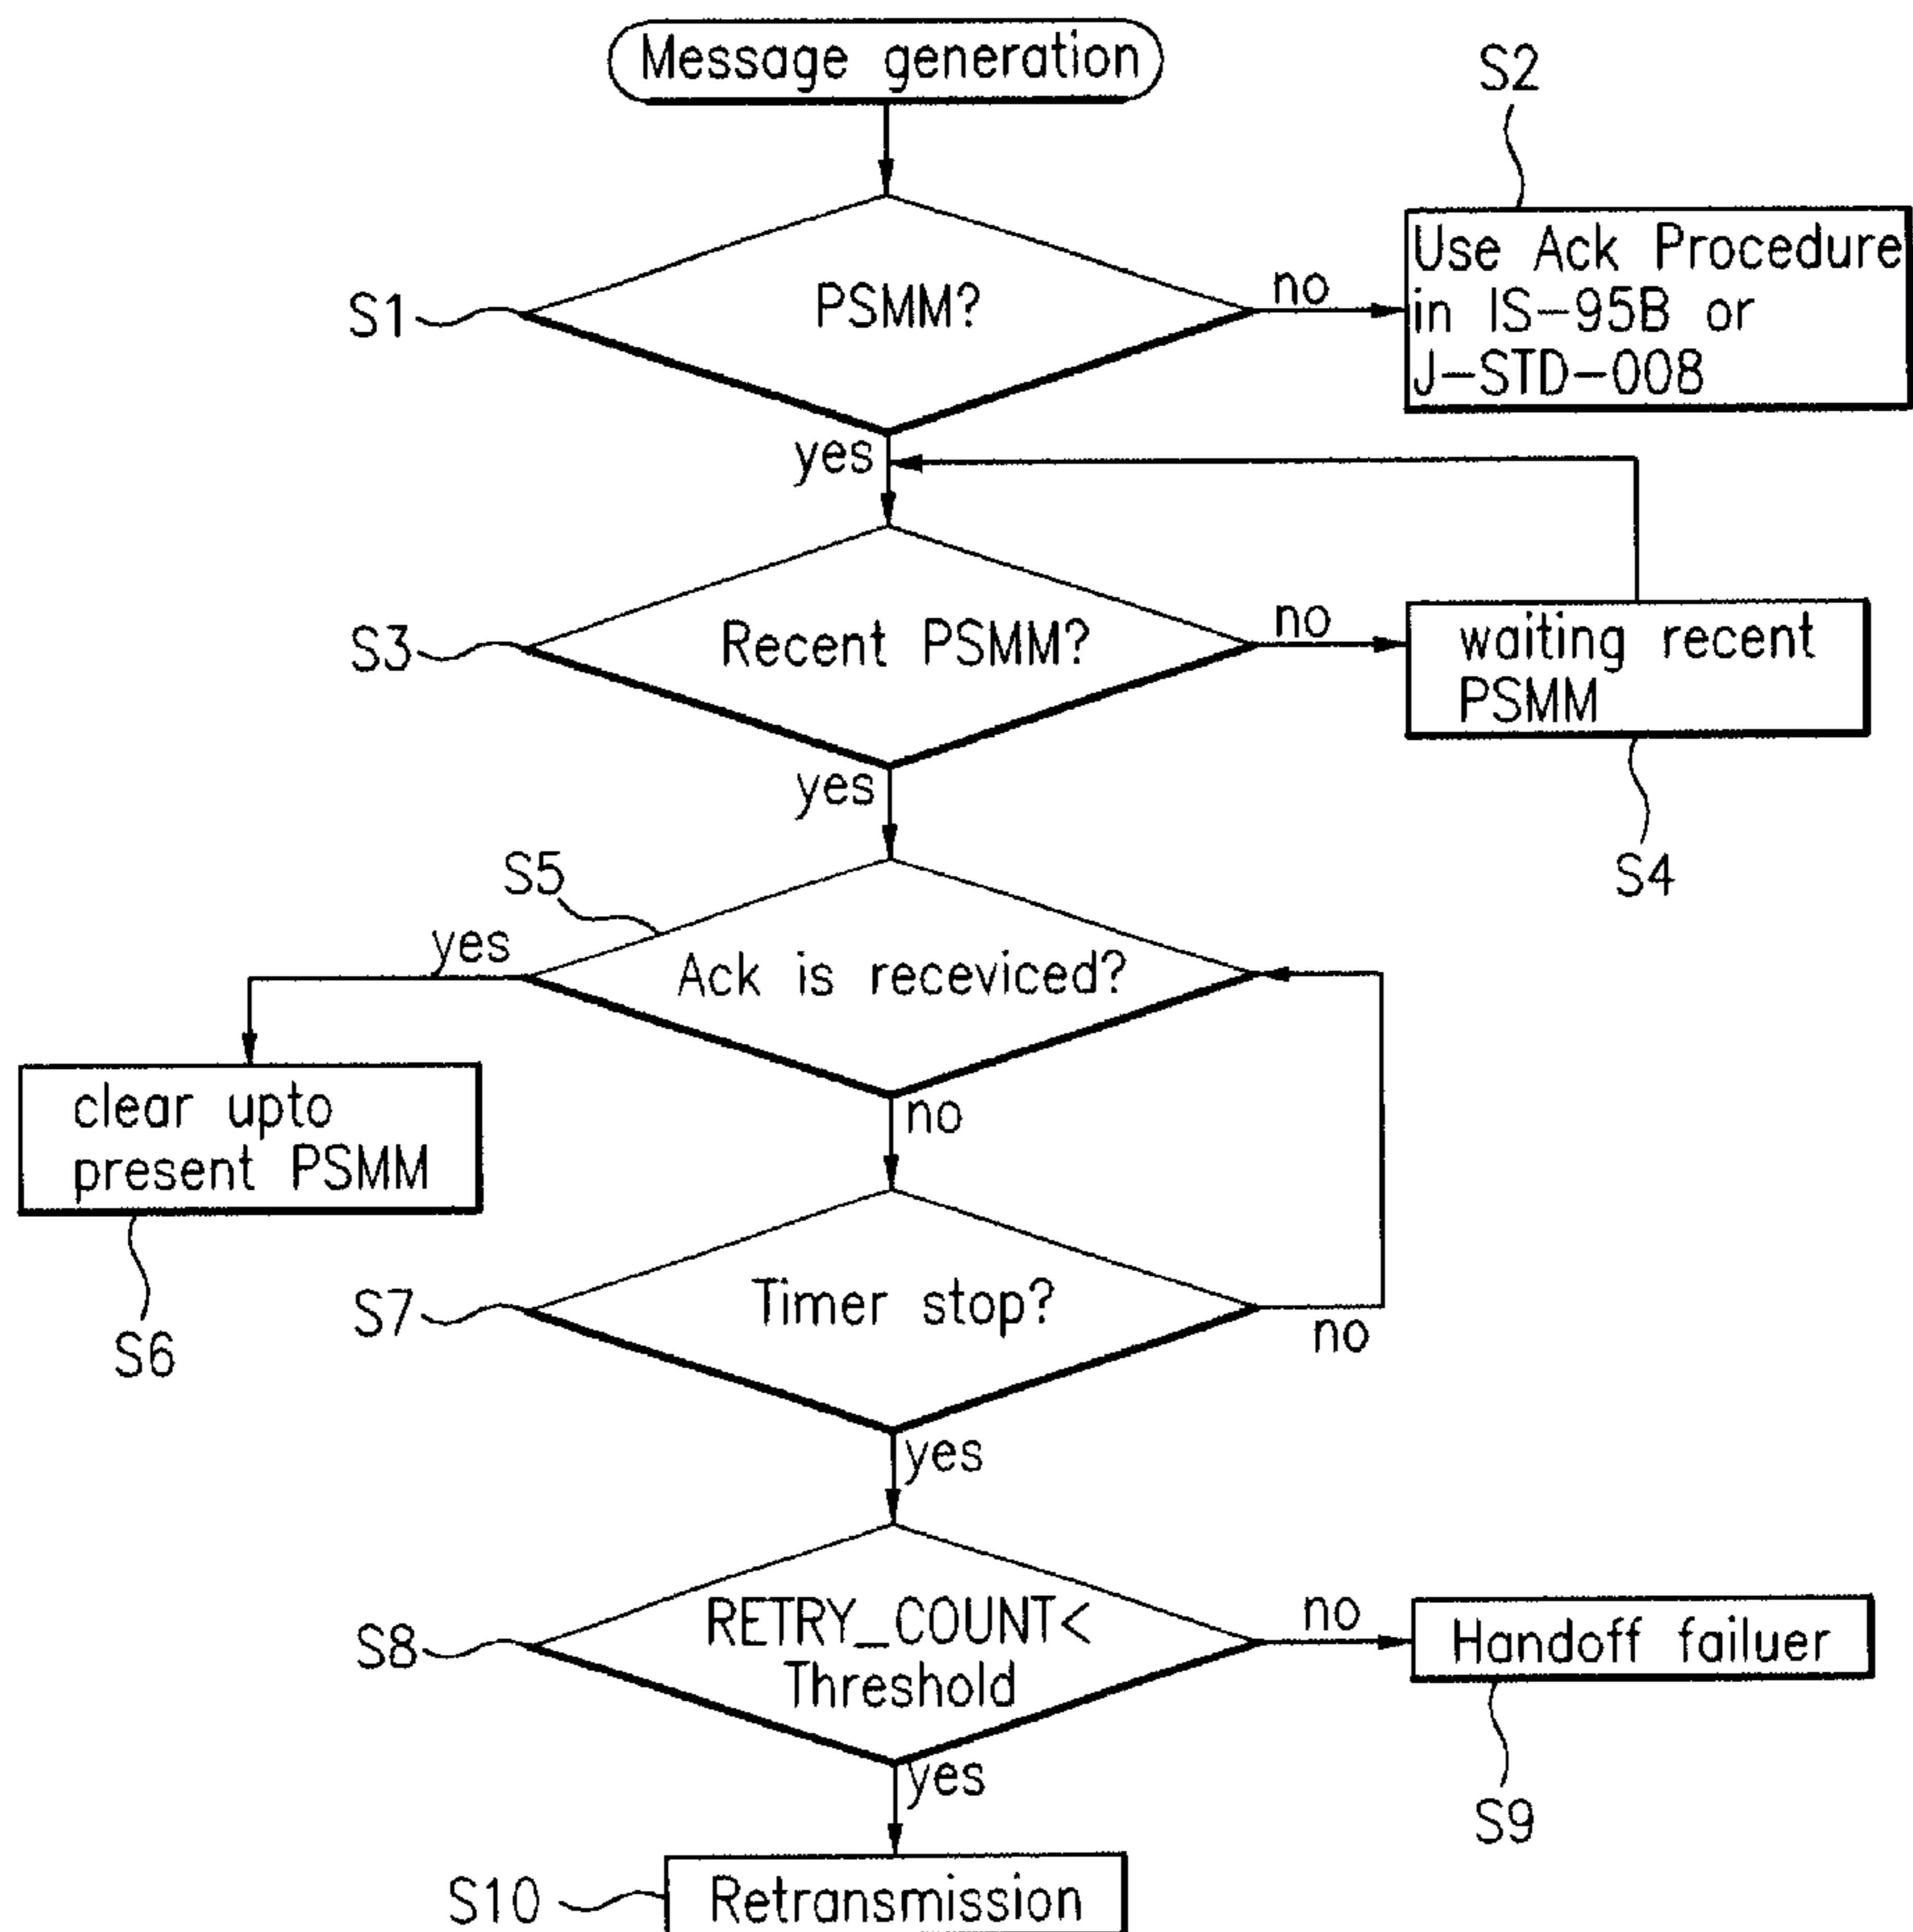 Message generation
S2
Use Ack Procedure
in IS-95B or
J-STD-008
S1
PSMM?
no
yes
S3
Recent PSMM?
no
waiting recent
PSMM
S4
yes
S5
yes
Ack is receviced?
clear upto
present PSMM
S6
no
S7
Timer stop?
no
yes
S8
RETRY_COUNT<
Threshold
no
Handoff failuer
S9
yes
S10
Retransmission